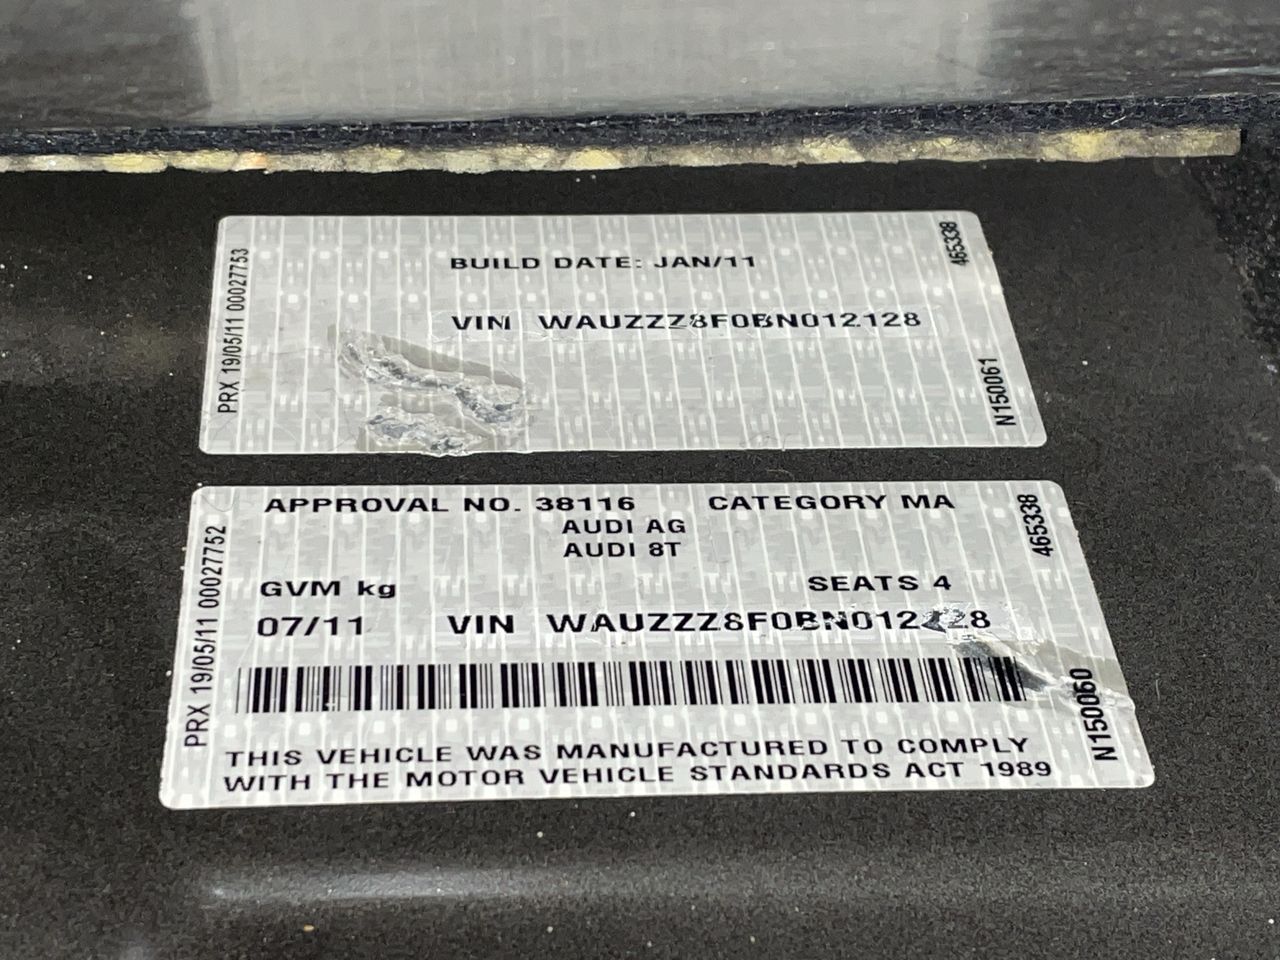 PRX 19/05/11 00027753
BUILD DATE: JAN/11
465338
VIN WAUZZZ8F0BN012128
N150061
PRX 19/05/11 00027752
APPROVAL NO. 38116 CATEGORY MA
AUDI AG
AUDI 8T
465338
GVM kg SEATS 4
07/11 VIN WAUZZZ8F0BN012128
N150060
THIS VEHICLE WAS MANUFACTURED TO COMPLY
WITH THE MOTOR VEHICLE STANDARDS ACT 1989